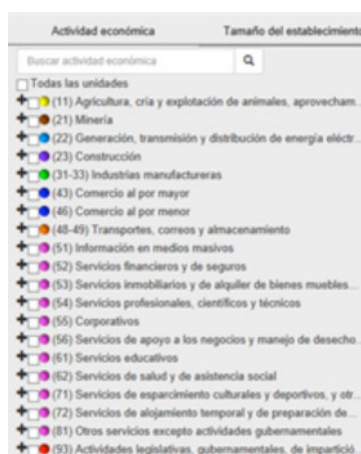 Actividad económica Tamaño del establecimiento
Buscar actividad económica
Todas las unidades
(11) Agricultura, cría y explotación de animales, aprovecham...
(21) Minería
(22) Generación, transmisión y distribución de energía eléctr...
(23) Construcción
(31-33) Industrias manufactureras
(43) Comercio al por mayor
(46) Comercio al por menor
(48-49) Transportes, correos y almacenamiento
(51) Información en medios masivos
(52) Servicios financieros y de seguros
(53) Servicios inmobiliarios y de alquiler de bienes muebles...
(54) Servicios profesionales, científicos y técnicos
(55) Corporativos
(56) Servicios de apoyo a los negocios y manejo de desecho...
(61) Servicios educativos
(62) Servicios de salud y de asistencia social
(71) Servicios de esparcimiento culturales y deportivos, y otr...
(72) Servicios de alojamiento temporal y de preparación de...
(81) Otros servicios excepto actividades gubernamentales
(93) Actividades legislativas, gubernamentales, de impartició